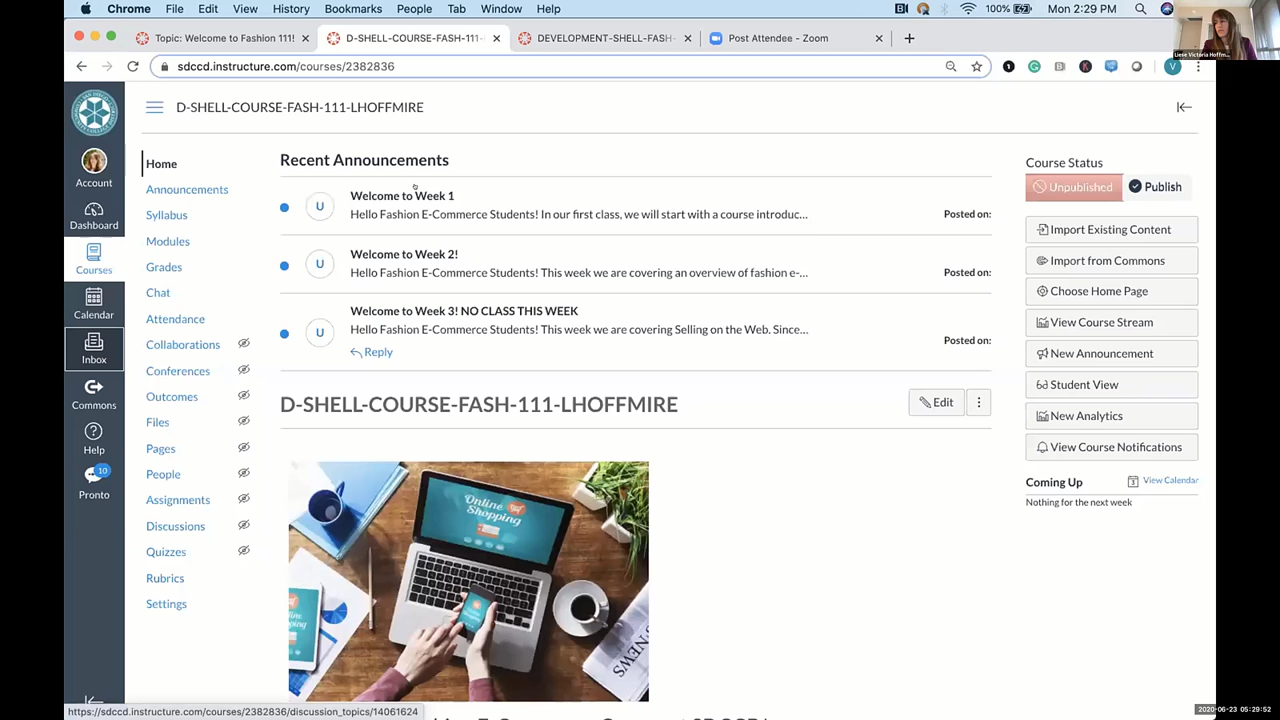 Chrome File Edit View History Bookmarks People Tab Window Help 100% Mon 2:29 PM
Topic: Welcome to Fashion 111! D-SHELL-COURSE-FASH-111- DEVELOPMENT-SHELL-FASH- Post Attendee - Zoom
sdccd.instructure.com/courses/2382836
D-SHELL-COURSE-FASH-111-LHOFFMIRE
Account
Dashboard
Courses
Calendar
Inbox
Commons
Help
10
Pronto
Home
Announcements
Syllabus
Modules
Grades
Chat
Attendance
Collaborations
Conferences
Outcomes
Files
Pages
People
Assignments
Discussions
Quizzes
Rubrics
Settings
Recent Announcements
U
Welcome to Week 1
Hello Fashion E-Commerce Students! In our first class, we will start with a course introduc...
Posted on:
U
Welcome to Week 2!
Hello Fashion E-Commerce Students! This week we are covering an overview of fashion e-...
Posted on:
U
Welcome to Week 3! NO CLASS THIS WEEK
Hello Fashion E-Commerce Students! This week we are covering Selling on the Web. Since...
Posted on:
Reply
D-SHELL-COURSE-FASH-111-LHOFFMIRE
Edit
Online
Shopping
NEWS
Course Status
Unpublished Publish
Import Existing Content
Import from Commons
Choose Home Page
View Course Stream
New Announcement
Student View
New Analytics
View Course Notifications
Coming Up View Calendar
Nothing for the next week
https://sdccd.instructure.com/courses/2382836/discussion_topics/14061624
2020-06-23 05:29:52